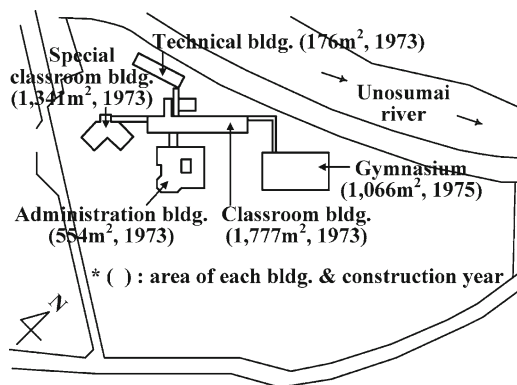 Technical bldg. (176m², 1973)
Special
classroom bldg.
(1,341m², 1973)
Unosumai
river
Gymnasium
(1,066m², 1975)
Administration bldg.
(554m², 1973)
Classroom bldg.
(1,777m², 1973)
* ( ) : area of each bldg. & construction year
N